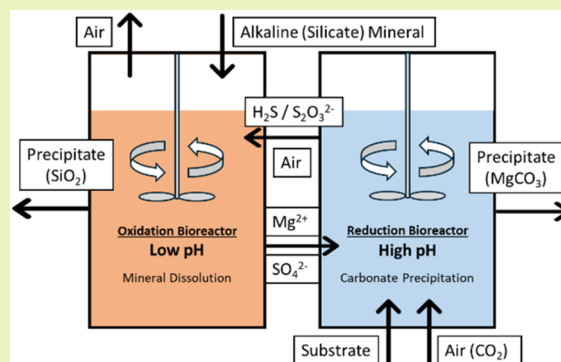 Air
Alkaline (Silicate) Mineral
H₂S / S₂O₃²⁻
Air
Precipitate
(SiO₂)
Precipitate
(MgCO₃)
Oxidation Bioreactor
Low pH
Mineral Dissolution
Mg²⁺
SO₄²⁻
Reduction Bioreactor
High pH
Carbonate Precipitation
Substrate
Air (CO₂)